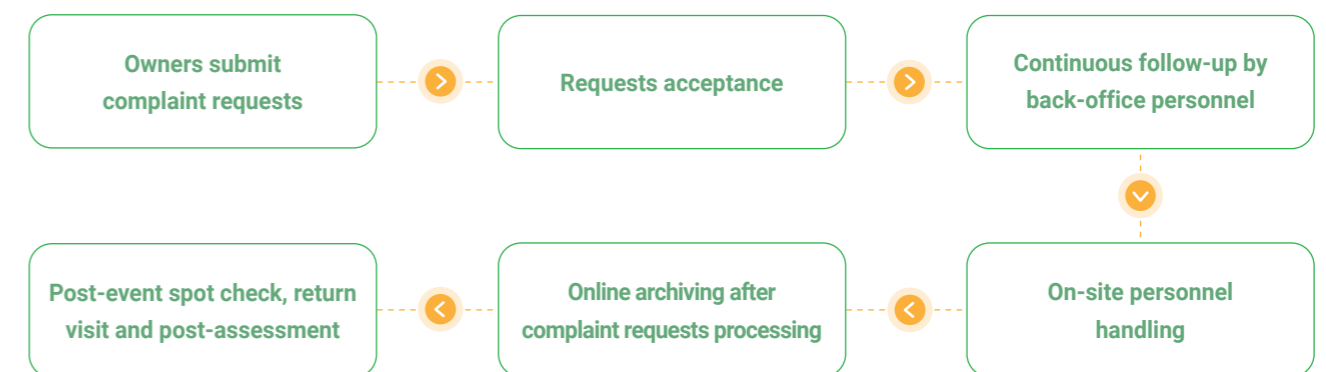 Owners submit
complaint requests
Requests acceptance
Continuous follow-up by
back-office personnel
On-site personnel
handling
Online archiving after
complaint requests processing
Post-event spot check, return
visit and post-assessment